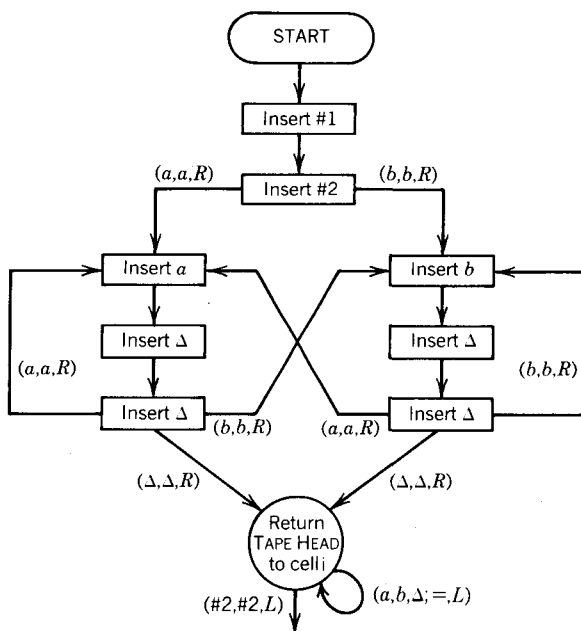 START
Insert #1
(a,a,R) Insert #2 (b,b,R)
Insert a Insert b
Insert Δ Insert Δ
(a,a,R) (b,b,R)
Insert Δ (b,b,R) (a,a,R) Insert Δ
(Δ,Δ,R) (Δ,Δ,R)
Return
TAPE HEAD
to cell i
(#2,#2,L) (a,b,Δ;=,L)